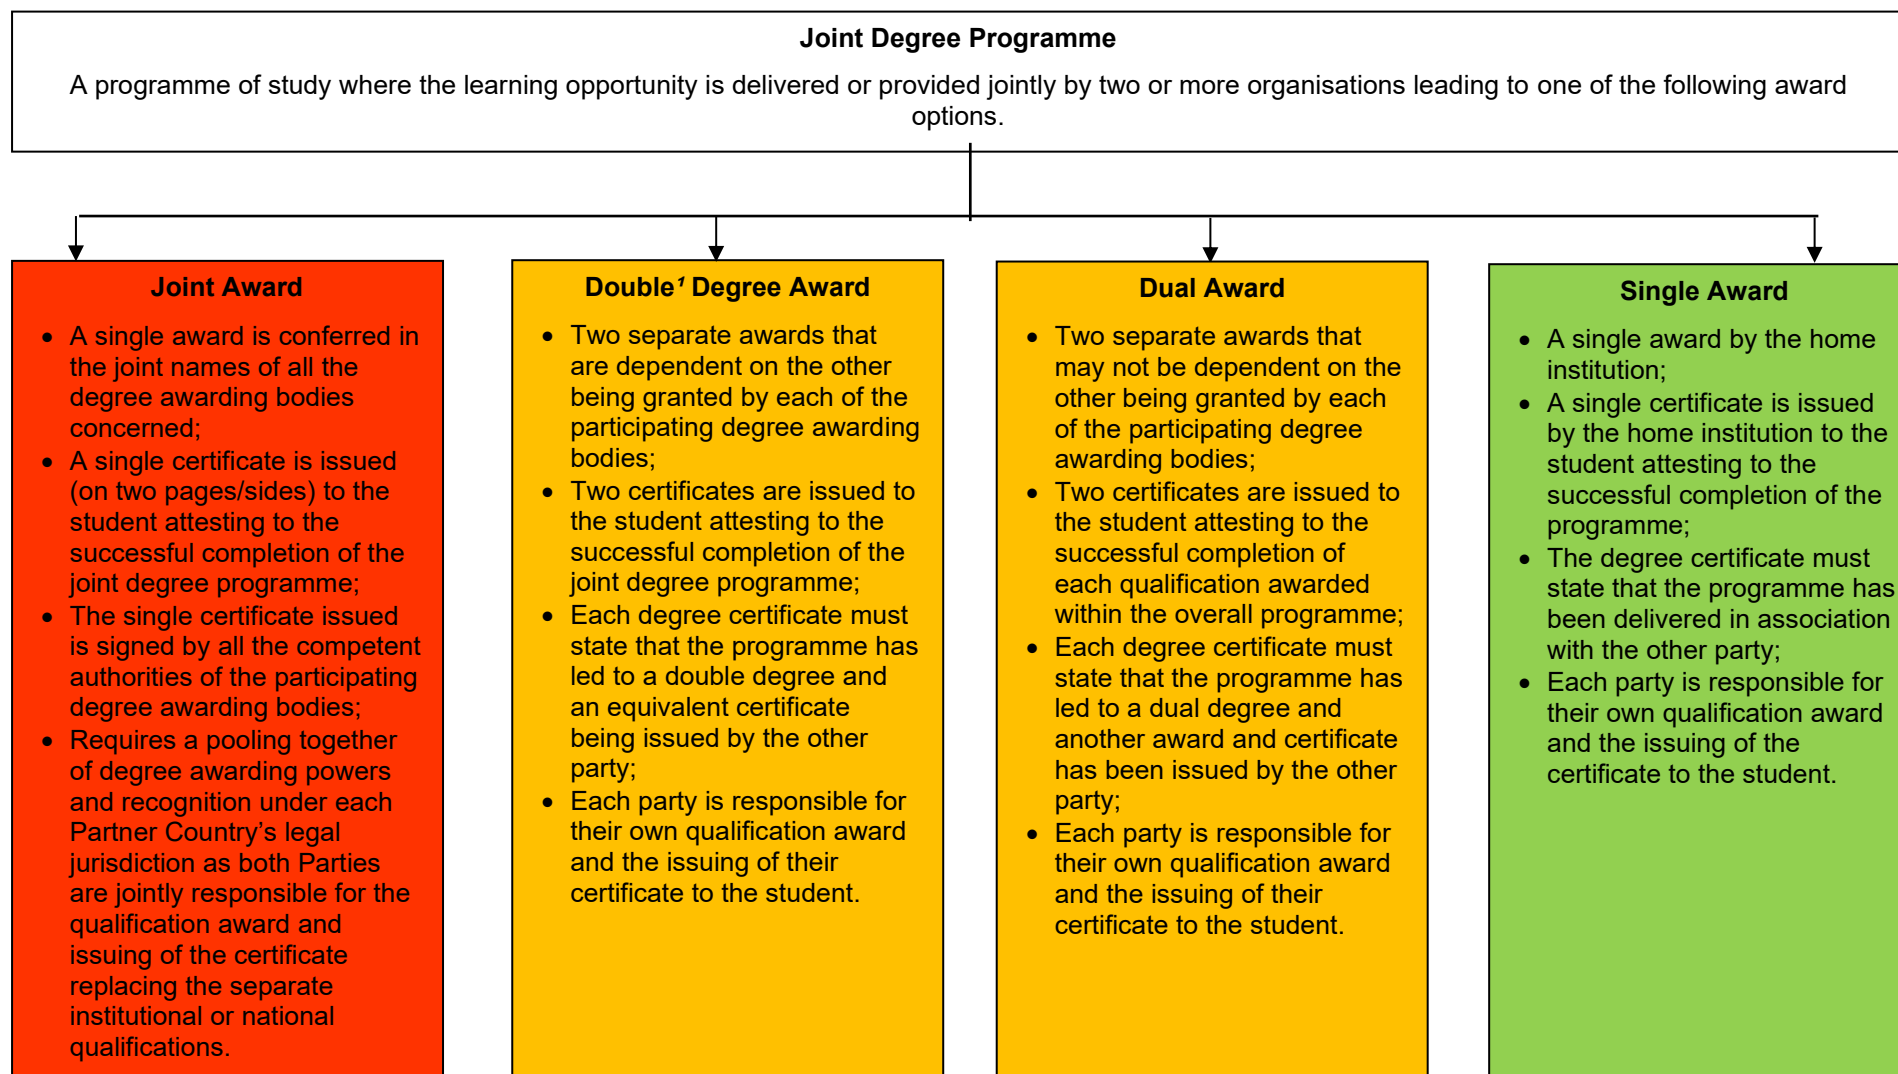 Joint Degree Programme
A programme of study where the learning opportunity is delivered or provided jointly by two or more organisations leading to one of the following award
options.
Joint Award
• A single award is conferred in
the joint names of all the
degree awarding bodies
concerned;
• A single certificate is issued
(on two pages/sides) to the
student attesting to the
successful completion of the
joint degree programme;
• The single certificate issued
is signed by all the competent
authorities of the participating
degree awarding bodies;
• Requires a pooling together
of degree awarding powers
and recognition under each
Partner Country’s legal
jurisdiction as both Parties
are jointly responsible for the
qualification award and
issuing of the certificate
replacing the separate
institutional or national
qualifications.
Double¹ Degree Award
• Two separate awards that
are dependent on the other
being granted by each of the
participating degree awarding
bodies;
• Two certificates are issued to
the student attesting to the
successful completion of the
joint degree programme;
• Each degree certificate must
state that the programme has
led to a double degree and
an equivalent certificate
being issued by the other
party;
• Each party is responsible for
their own qualification award
and the issuing of their
certificate to the student.
Dual Award
• Two separate awards that
may not be dependent on the
other being granted by each
of the participating degree
awarding bodies;
• Two certificates are issued to
the student attesting to the
successful completion of
each qualification awarded
within the overall programme;
• Each degree certificate must
state that the programme has
led to a dual degree and
another award and certificate
has been issued by the other
party;
• Each party is responsible for
their own qualification award
and the issuing of their
certificate to the student.
Single Award
• A single award by the home
institution;
• A single certificate is issued
by the home institution to the
student attesting to the
successful completion of the
programme;
• The degree certificate must
state that the programme has
been delivered in association
with the other party;
• Each party is responsible for
their own qualification award
and the issuing of the
certificate to the student.